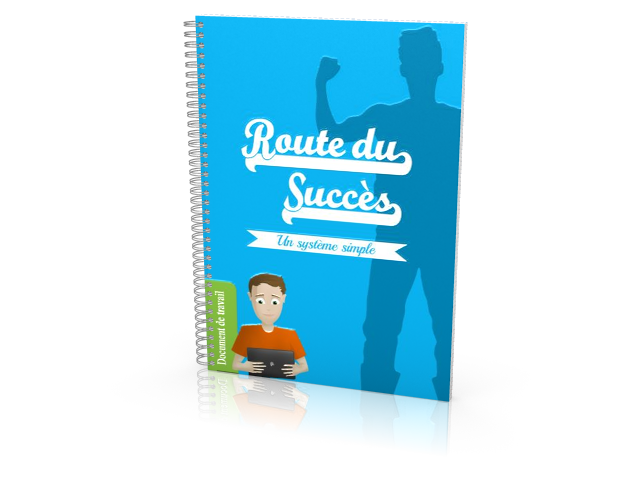 Route du
Succès
Un système simple
Document de travail